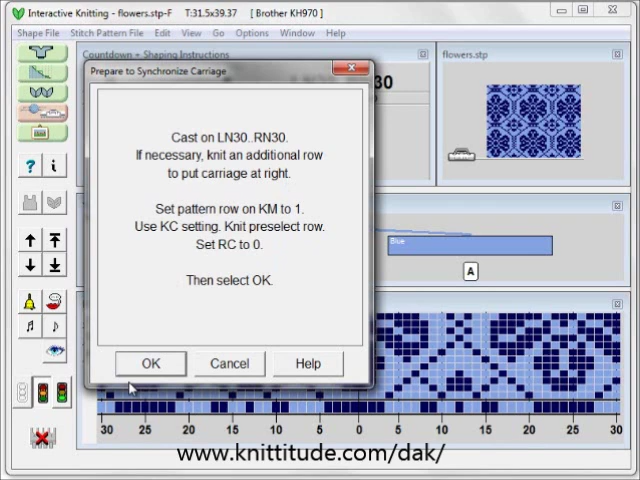 Interactive Knitting - flowers.stp-F    T:31.5x39.37    [ Brother KH970 ]
Shape File  Stitch Pattern File  Edit  View  Go  Options  Window  Help
Countdown + Shaping Instructions
flowers.stp
Prepare to Synchronize Carriage
30
Cast on LN30..RN30.
If necessary, knit an additional row
to put carriage at right.
Set pattern row on KM to 1.
Use KC setting. Knit preselect row.
Set RC to 0.
Then select OK.
Blue
A
OK  Cancel  Help
30 25 20 15 10 5 0 5 10 15 20 25 30
www.knittitude.com/dak/